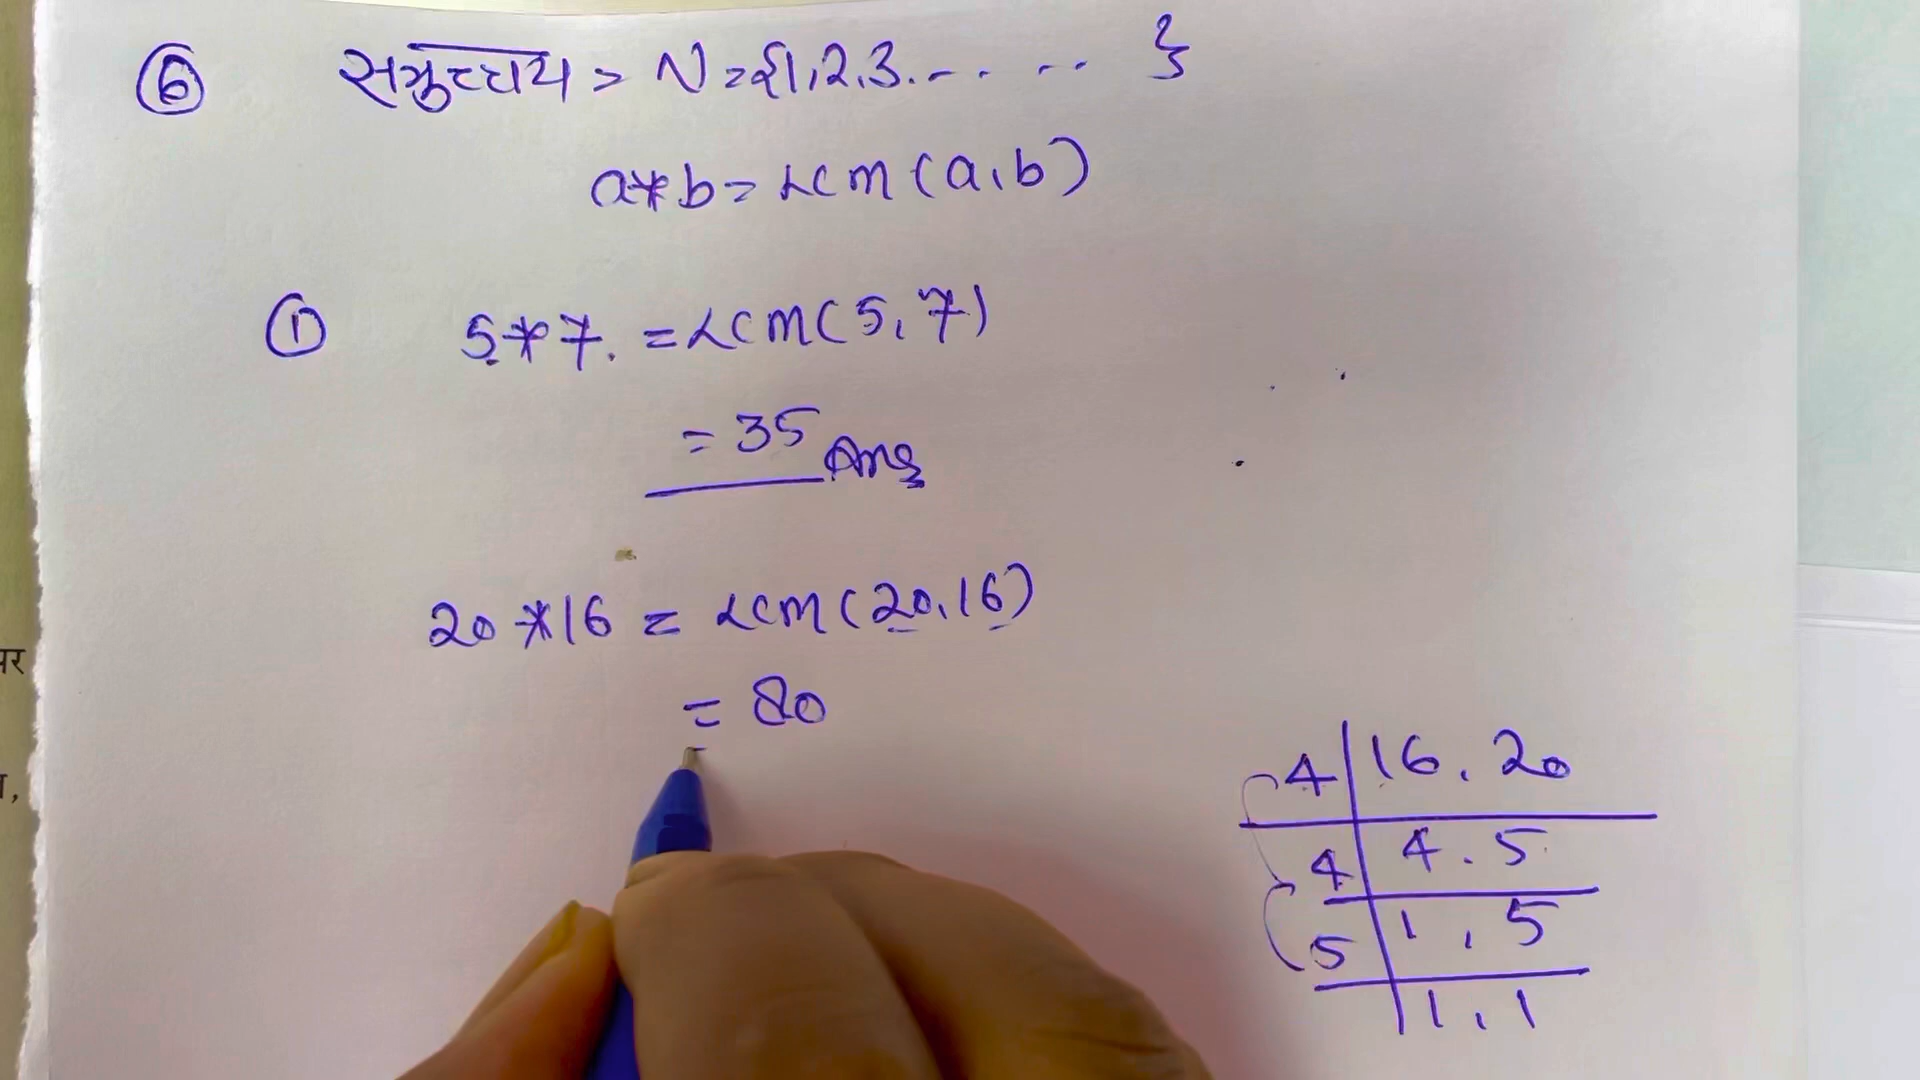 ⑥ समुच्चय = N = {1, 2, 3. - - - - - }
a*b = LCM (a, b)
① 5*7. = LCM (5, 7)
= 35 Ans
20 * 16 = LCM (20, 16)
= 80
4 | 16, 20
4 | 4. 5
5 | 1, 5
1, 1
पर